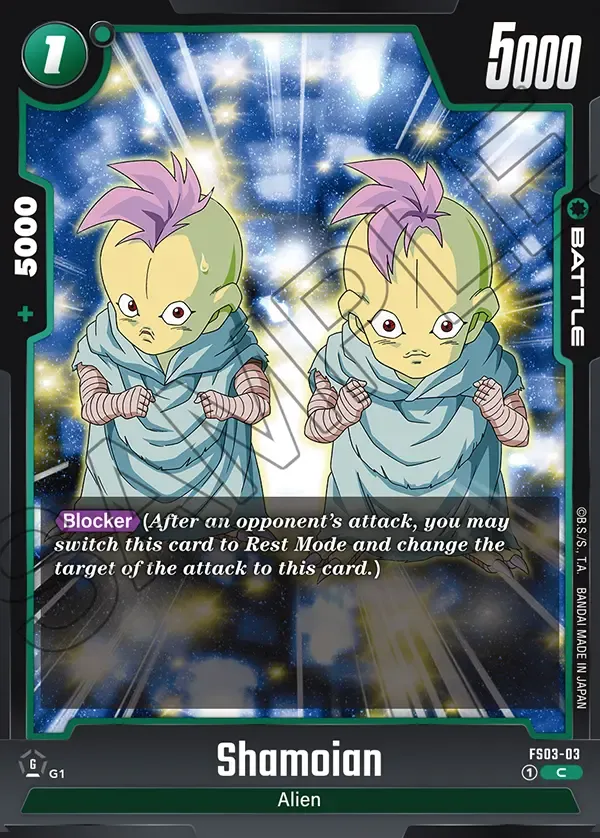 1
5000
+ 5000
BATTLE
SAMPLE
Blocker (After an opponent's attack, you may
switch this card to Rest Mode and change the
target of the attack to this card.)
©B.S./S., T.A. BANDAI MADE IN JAPAN
G G1
Shamoian
FS03-03
1 C
Alien